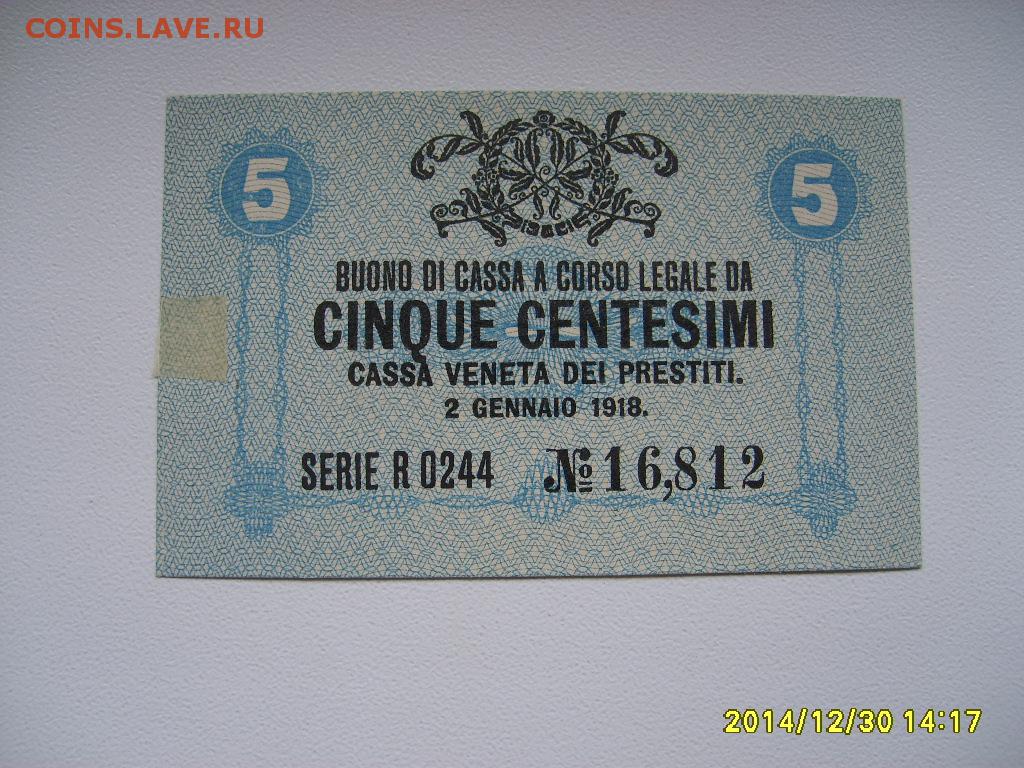 COINS.LAVE.RU
5 5
BUONO DI CASSA A CORSO LEGALE DA
CINQUE CENTESIMI
CASSA VENETA DEI PRESTITI.
2 GENNAIO 1918.
SERIE R 0244 № 16,812
2014/12/30 14:17